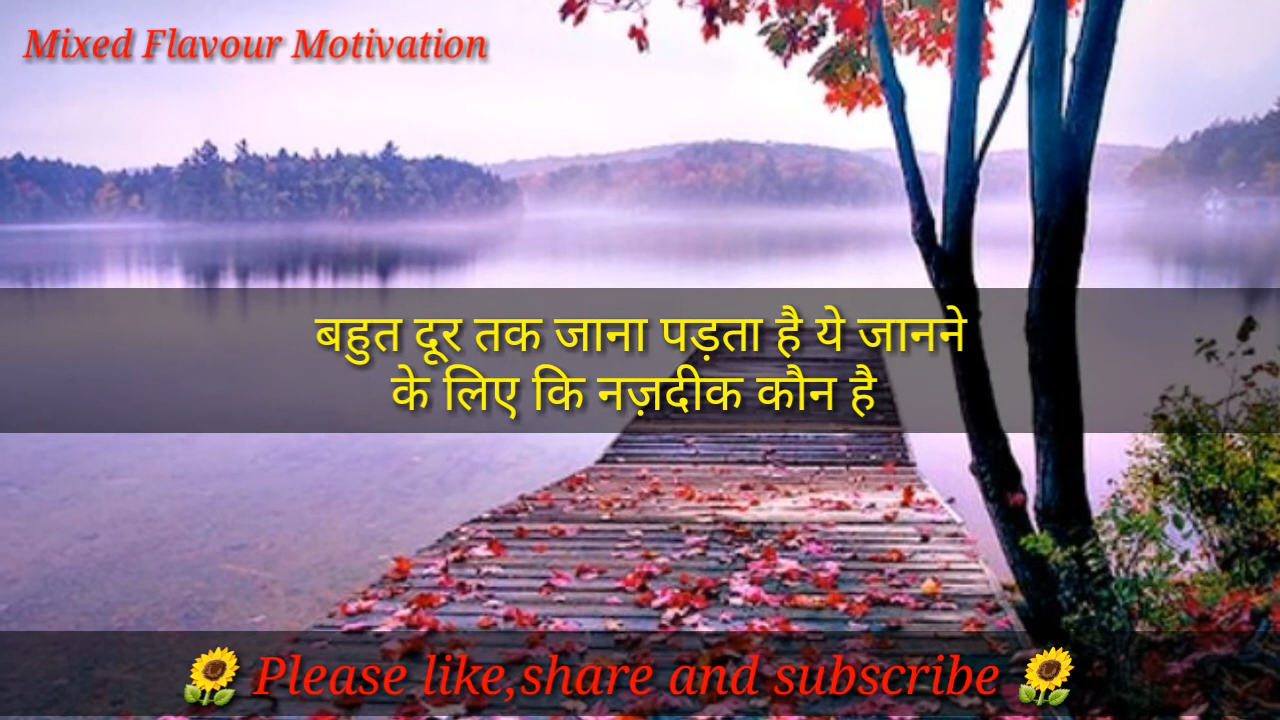 Mixed Flavour Motivation
बहुत दूर तक जाना पड़ता है ये जानने
के लिए कि नज़दीक कौन है
🌻 Please like,share and subscribe 🌻